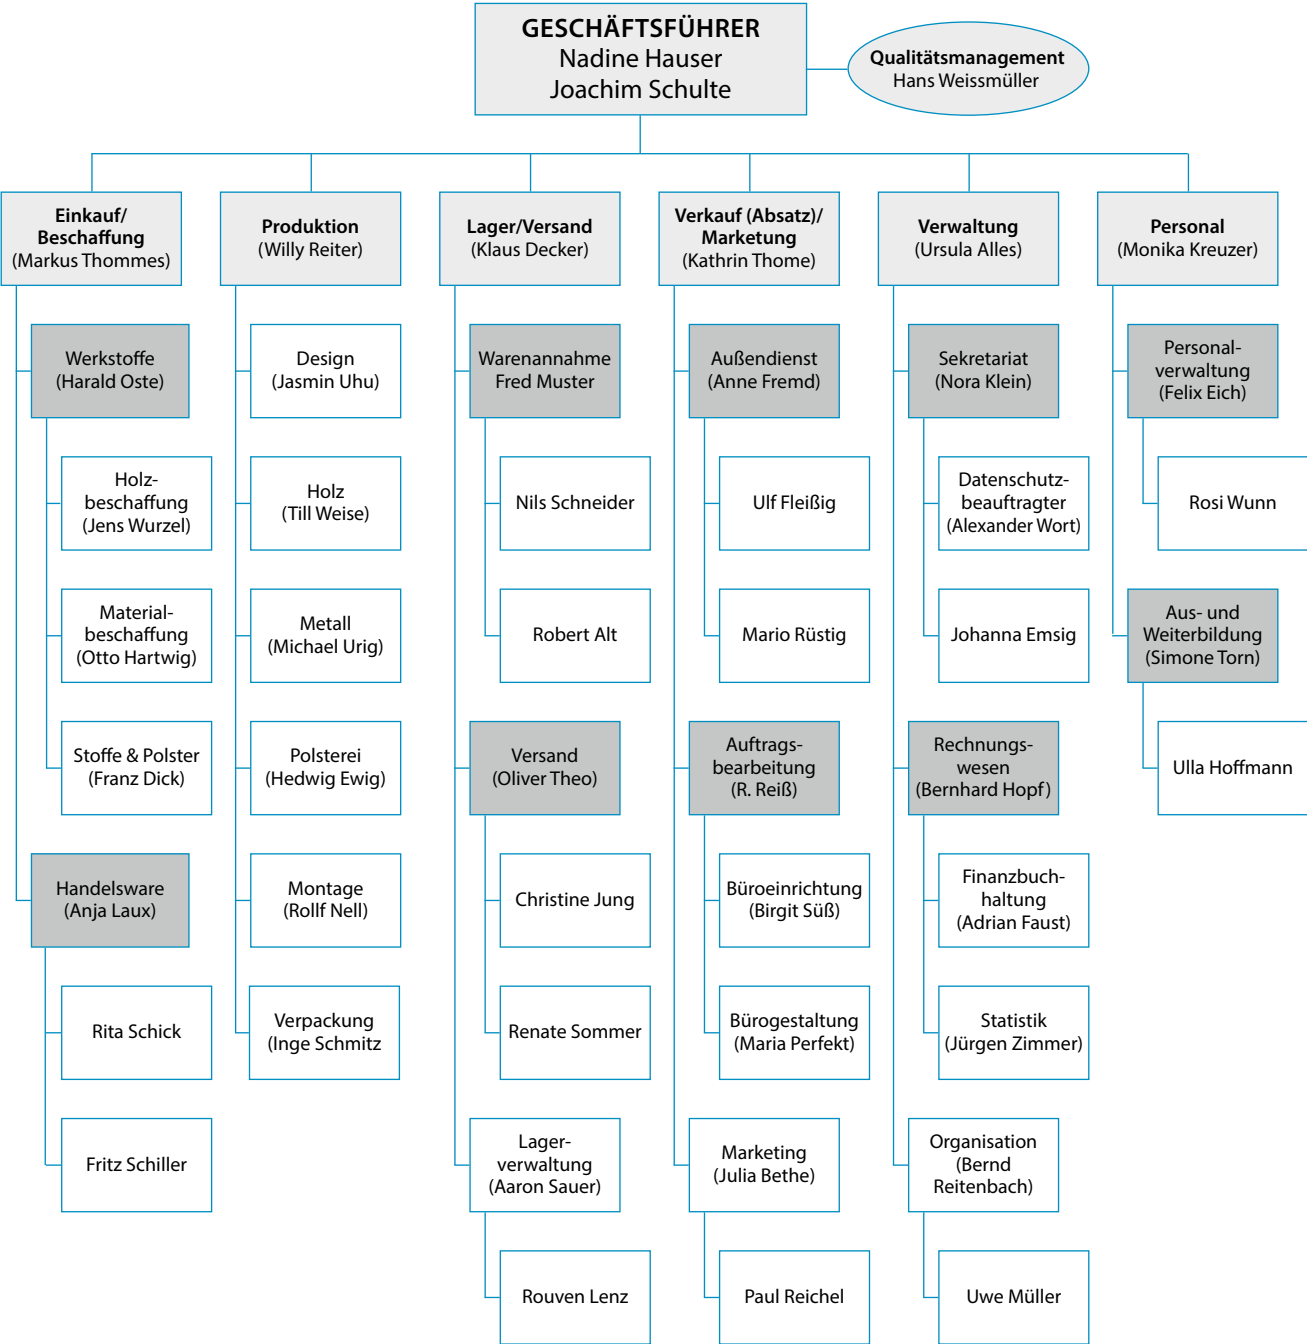 GESCHÄFTSFÜHRER
Nadine Hauser
Joachim Schulte
Qualitätsmanagement
Hans Weissmüller
Einkauf/
Beschaffung
(Markus Thommes)
Werkstoffe
(Harald Oste)
Holz-
beschaffung
(Jens Wurzel)
Material-
beschaffung
(Otto Hartwig)
Stoffe & Polster
(Franz Dick)
Handelsware
(Anja Laux)
Rita Schick
Fritz Schiller
Produktion
(Willy Reiter)
Design
(Jasmin Uhu)
Holz
(Till Weise)
Metall
(Michael Urig)
Polsterei
(Hedwig Ewig)
Montage
(Rollf Nell)
Verpackung
(Inge Schmitz
Lager/Versand
(Klaus Decker)
Warenannahme
Fred Muster
Nils Schneider
Robert Alt
Versand
(Oliver Theo)
Christine Jung
Renate Sommer
Lager-
verwaltung
(Aaron Sauer)
Rouven Lenz
Verkauf (Absatz)/
Marketung
(Kathrin Thome)
Außendienst
(Anne Fremd)
Ulf Fleißig
Mario Rüstig
Auftrags-
bearbeitung
(R. Reiß)
Büroeinrichtung
(Birgit Süß)
Bürogestaltung
(Maria Perfekt)
Marketing
(Julia Bethe)
Paul Reichel
Verwaltung
(Ursula Alles)
Sekretariat
(Nora Klein)
Datenschutz-
beauftragter
(Alexander Wort)
Johanna Emsig
Rechnungs-
wesen
(Bernhard Hopf)
Finanzbuch-
haltung
(Adrian Faust)
Statistik
(Jürgen Zimmer)
Organisation
(Bernd
Reitenbach)
Uwe Müller
Personal
(Monika Kreuzer)
Personal-
verwaltung
(Felix Eich)
Rosi Wunn
Aus- und
Weiterbildung
(Simone Torn)
Ulla Hoffmann